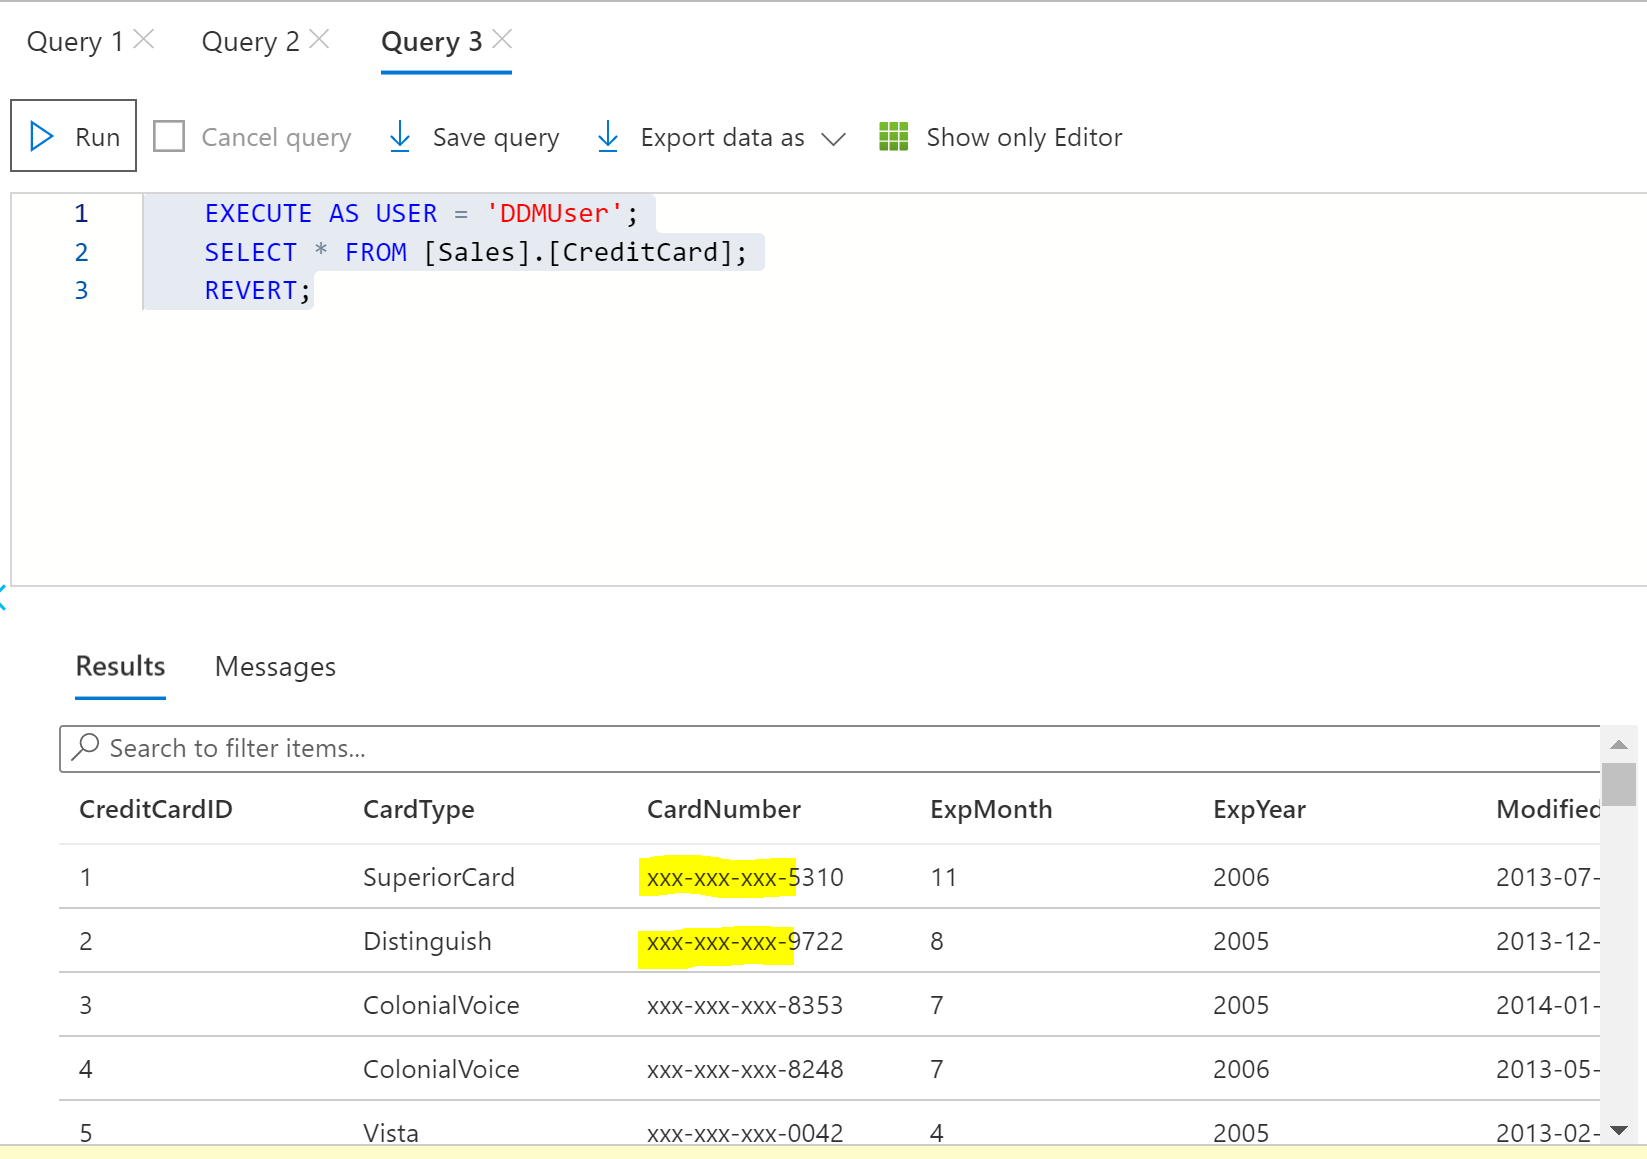 Query 1 Query 2 Query 3
Run Cancel query Save query Export data as Show only Editor
1 EXECUTE AS USER = 'DDMUser';
2 SELECT * FROM [Sales].[CreditCard];
3 REVERT;
Results Messages
Search to filter items...
CreditCardID CardType CardNumber ExpMonth ExpYear Modified
1 SuperiorCard xxx-xxx-xxx-5310 11 2006 2013-07-
2 Distinguish xxx-xxx-xxx-9722 8 2005 2013-12-
3 ColonialVoice xxx-xxx-xxx-8353 7 2005 2014-01-
4 ColonialVoice xxx-xxx-xxx-8248 7 2006 2013-05-
5 Vista xxx-xxx-xxx-0042 4 2005 2013-02-